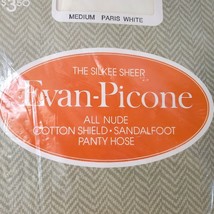 $3.50
MEDIUM PARIS WHITE
THE SILKEE SHEER
Evan-Picone
ALL NUDE
COTTON SHIELD • SANDALFOOT
PANTY HOSE